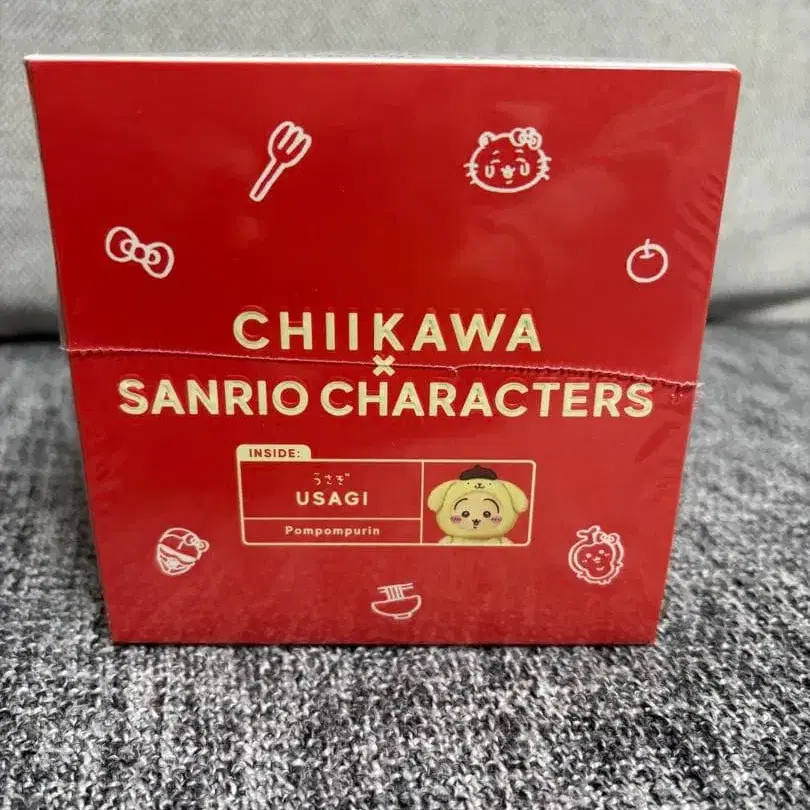 CHIIKAWA
×
SANRIO CHARACTERS
INSIDE:
うさぎ
USAGI
Pompompurin